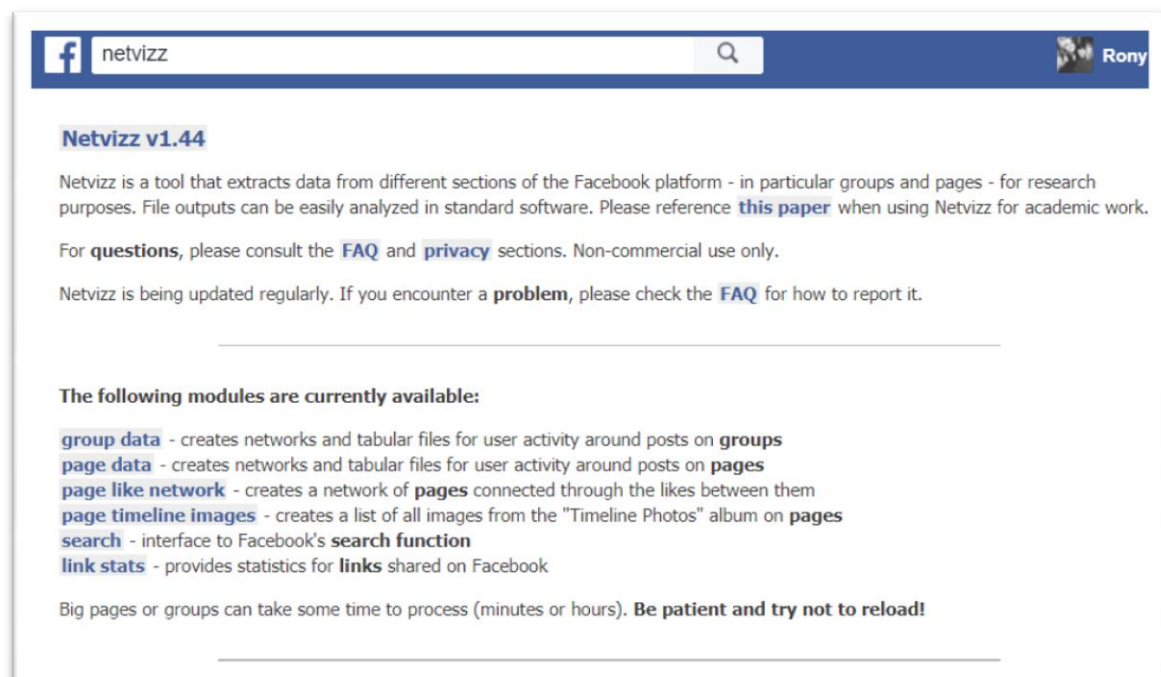 f netvizz Rony
Netvizz v1.44
Netvizz is a tool that extracts data from different sections of the Facebook platform - in particular groups and pages - for research
purposes. File outputs can be easily analyzed in standard software. Please reference this paper when using Netvizz for academic work.
For questions, please consult the FAQ and privacy sections. Non-commercial use only.
Netvizz is being updated regularly. If you encounter a problem, please check the FAQ for how to report it.
The following modules are currently available:
group data - creates networks and tabular files for user activity around posts on groups
page data - creates networks and tabular files for user activity around posts on pages
page like network - creates a network of pages connected through the likes between them
page timeline images - creates a list of all images from the "Timeline Photos" album on pages
search - interface to Facebook's search function
link stats - provides statistics for links shared on Facebook
Big pages or groups can take some time to process (minutes or hours). Be patient and try not to reload!